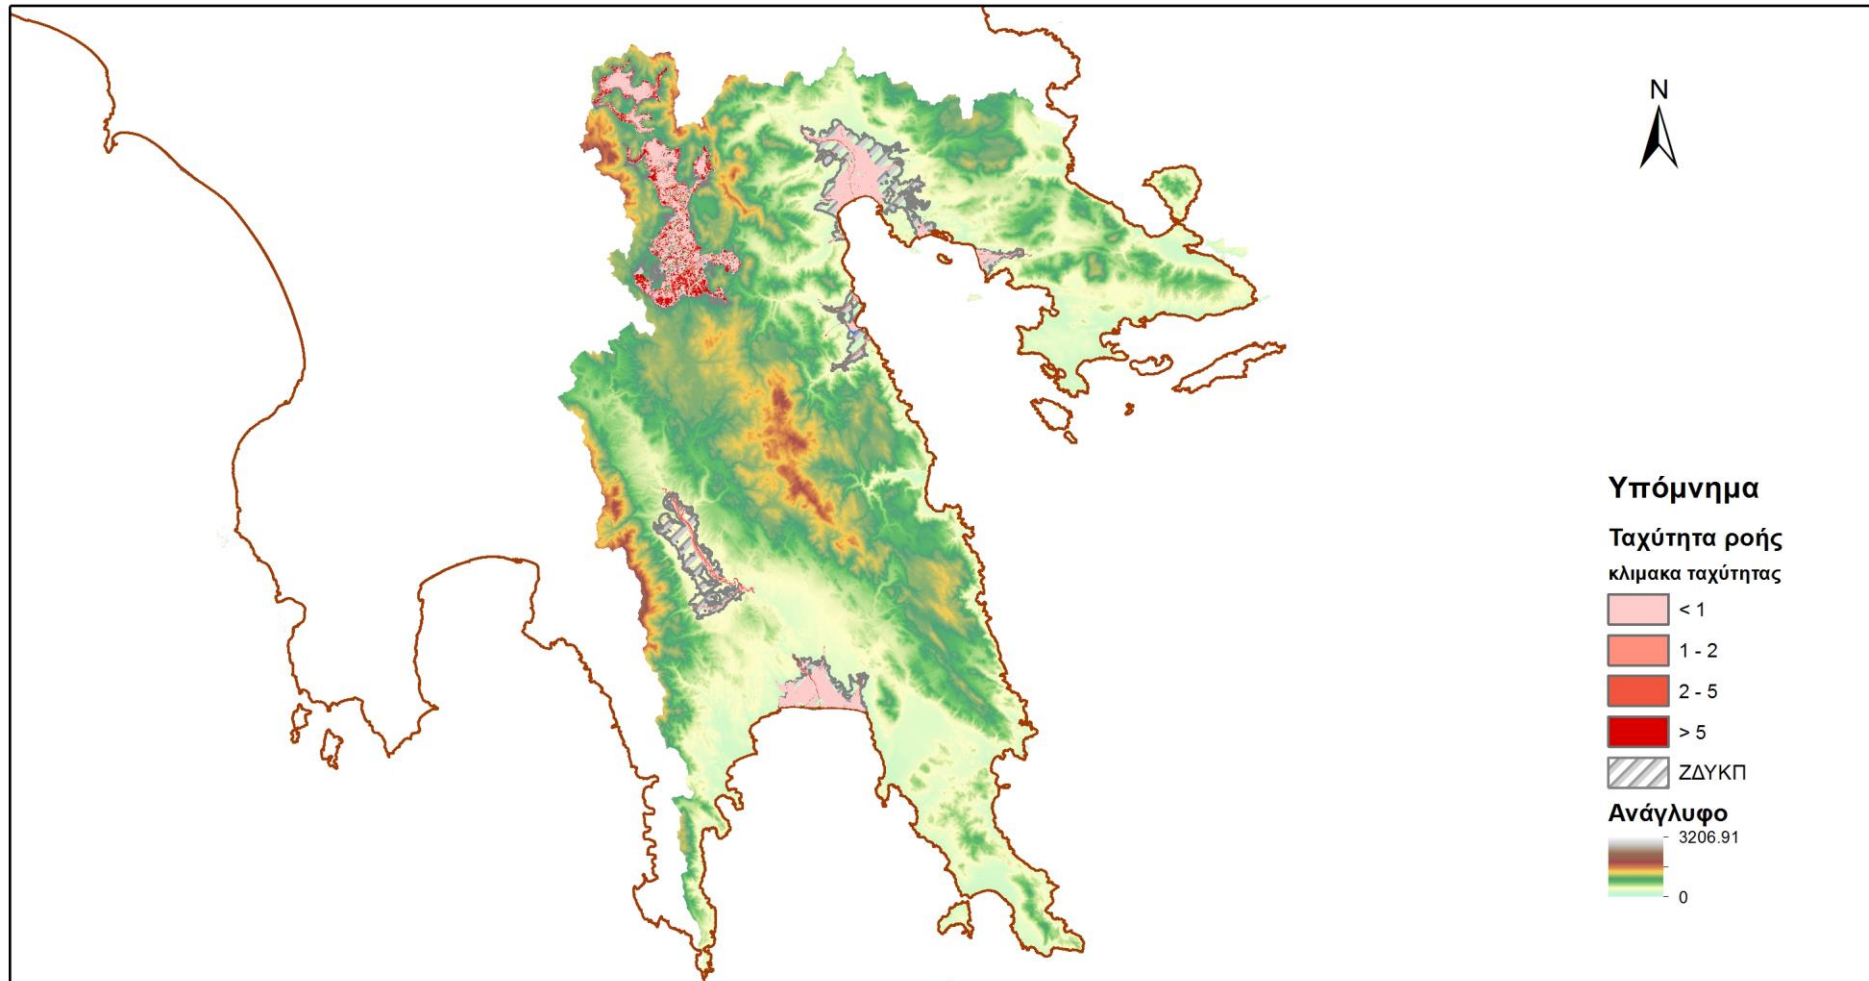 N
Υπόμνημα
Ταχύτητα ροής
κλιμακα ταχύτητας
< 1
1 - 2
2 - 5
> 5
ΖΔΥΚΠ
Ανάγλυφο
3206.91
0